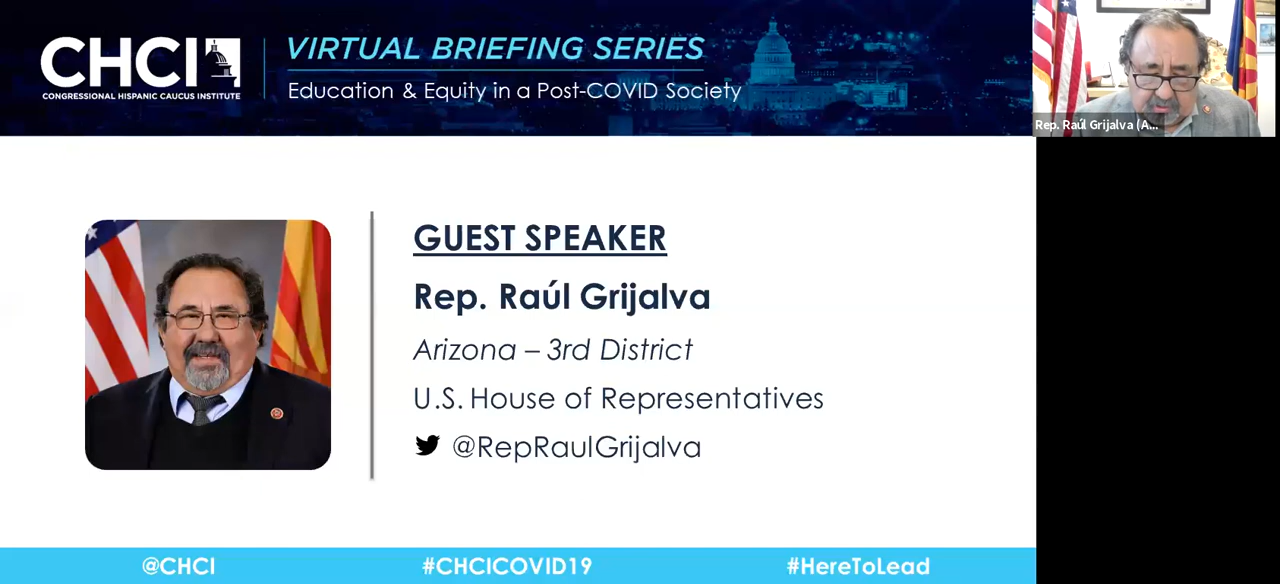 CHCI
CONGRESSIONAL HISPANIC CAUCUS INSTITUTE
VIRTUAL BRIEFING SERIES
Education & Equity in a Post-COVID Society
Rep. Raúl Grijalva (A...
GUEST SPEAKER
Rep. Raúl Grijalva
Arizona – 3rd District
U.S. House of Representatives
@RepRaulGrijalva
@CHCI
#CHCICOVID19
#HereToLead